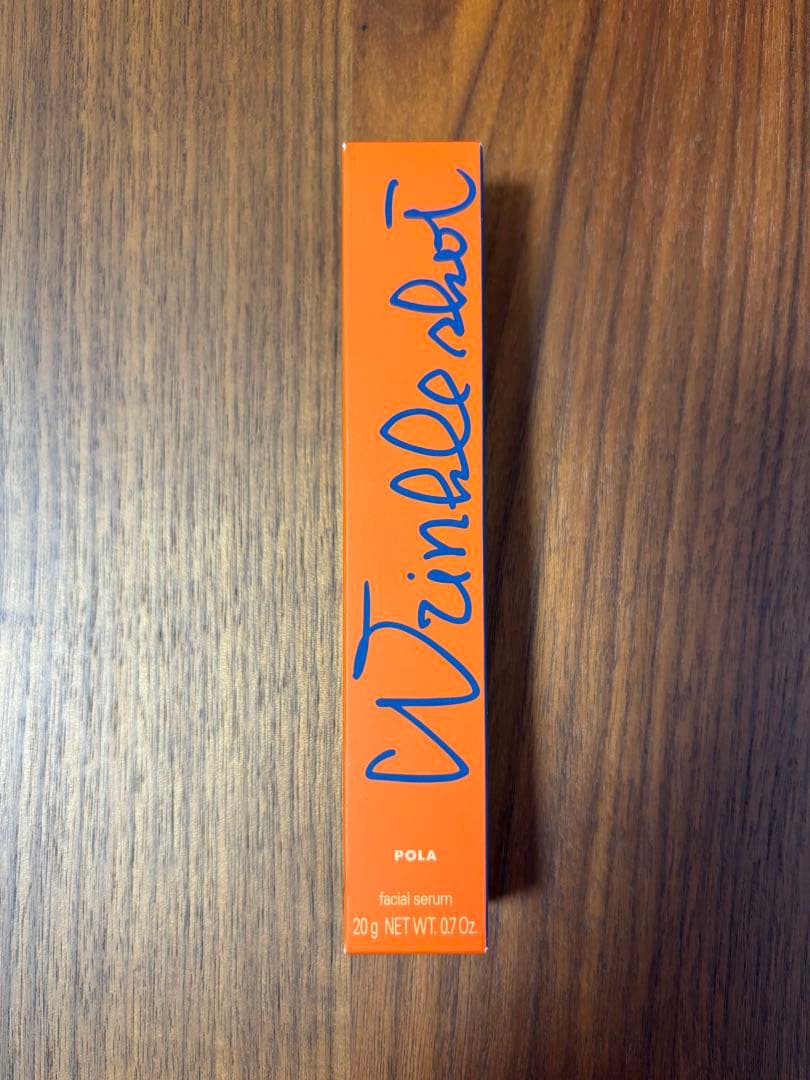 Wrinkle shot
POLA
facial serum
20 g NET WT. 0.7 Oz.